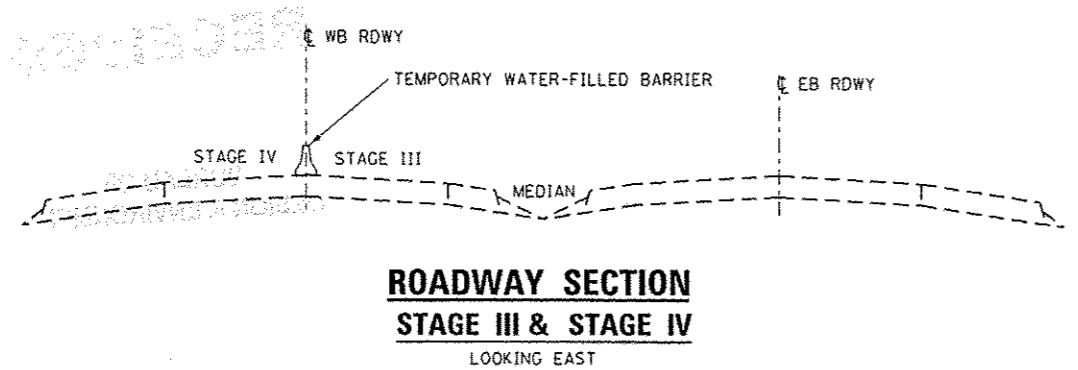 ℄ WB RDWY
TEMPORARY WATER-FILLED BARRIER
℄ EB RDWY
STAGE IV
STAGE III
MEDIAN
ROADWAY SECTION
STAGE III & STAGE IV
LOOKING EAST